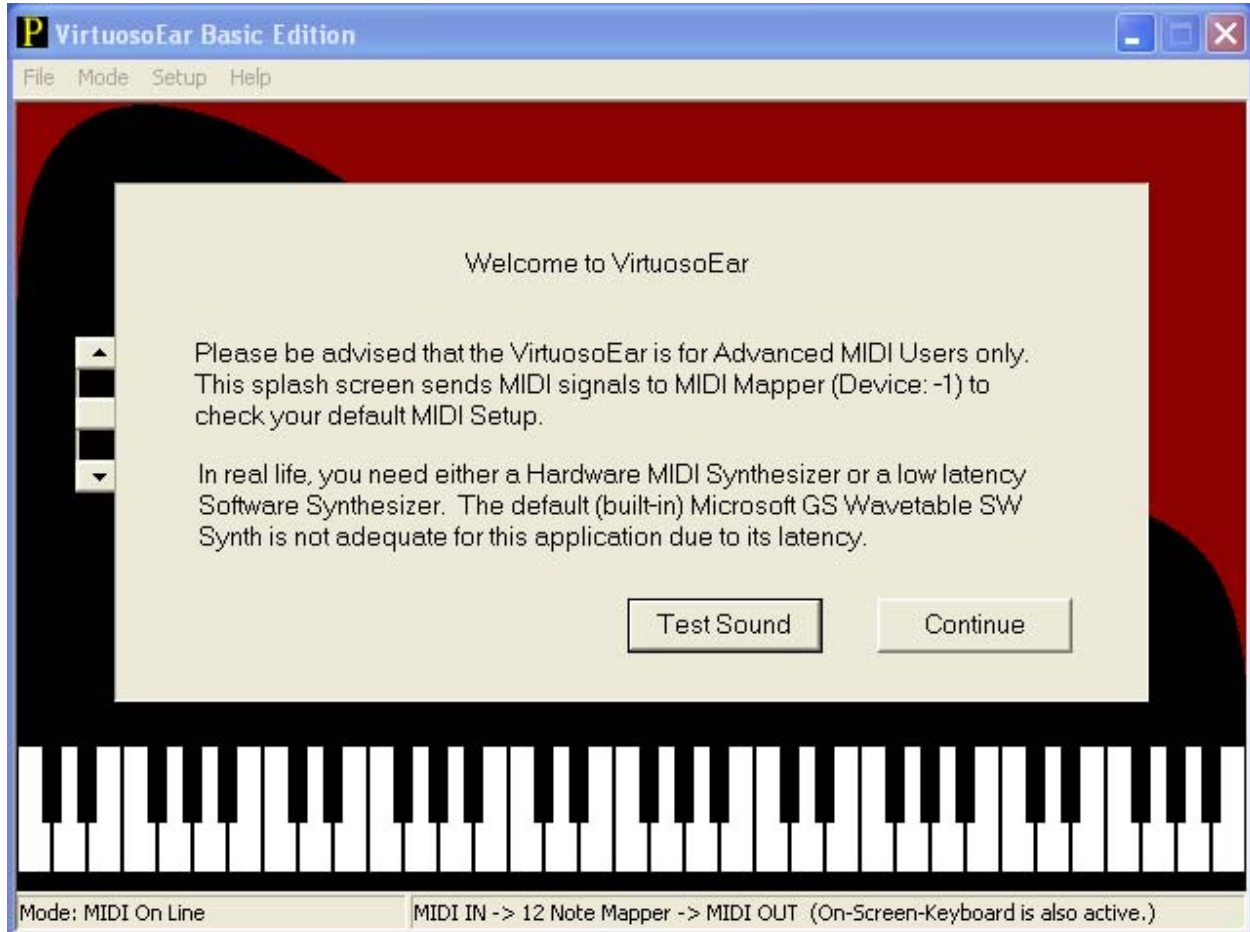 P VirtuosoEar Basic Edition
File Mode Setup Help
Welcome to VirtuosoEar
Please be advised that the VirtuosoEar is for Advanced MIDI Users only.
This splash screen sends MIDI signals to MIDI Mapper (Device: -1) to
check your default MIDI Setup.
In real life, you need either a Hardware MIDI Synthesizer or a low latency
Software Synthesizer. The default (built-in) Microsoft GS Wavetable SW
Synth is not adequate for this application due to its latency.
Test Sound Continue
Mode: MIDI On Line MIDI IN -> 12 Note Mapper -> MIDI OUT (On-Screen-Keyboard is also active.)